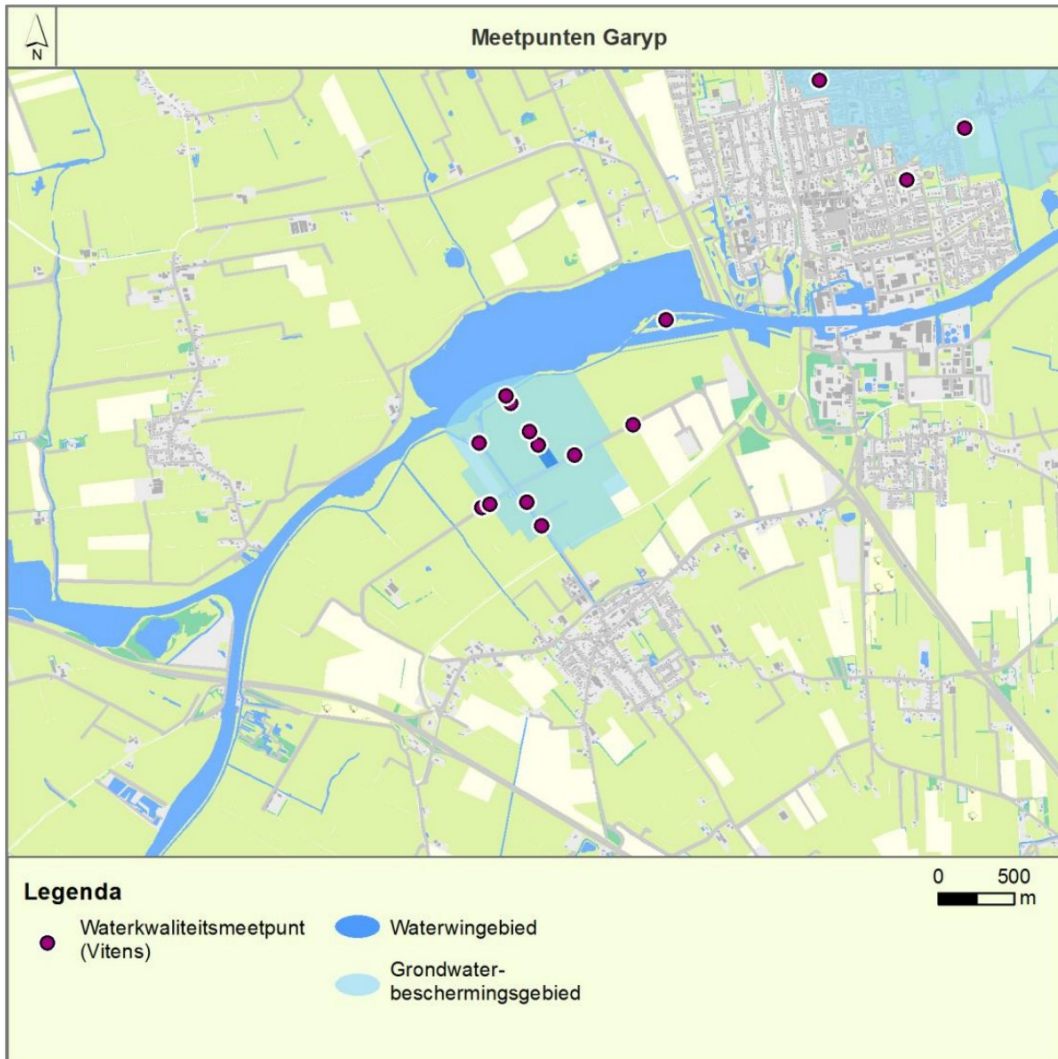 N
Meetpunten Garyp
Legenda
Waterkwaliteitsmeetpunt
(Vitens)
Waterwingebied
Grondwater-
beschermingsgebied
0 500
m